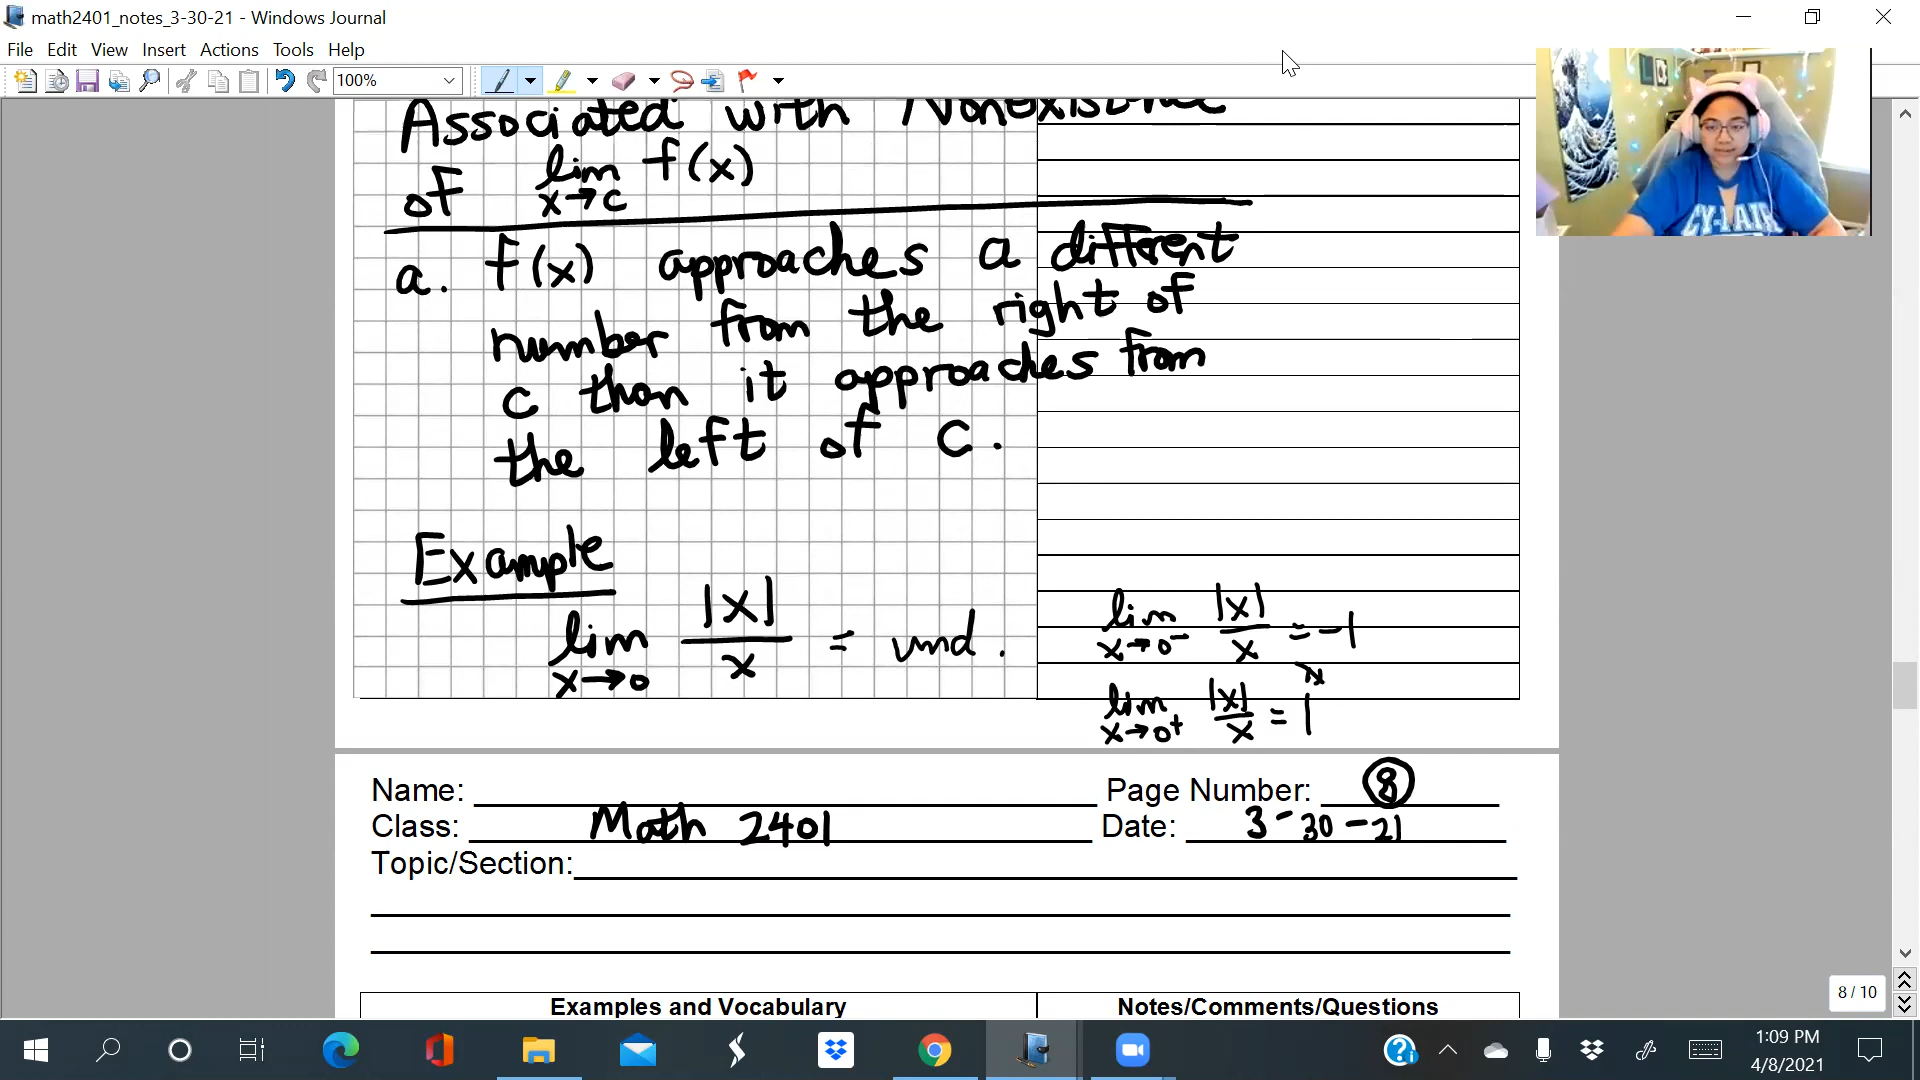 math2401_notes_3-30-21 - Windows Journal
File Edit View Insert Actions Tools Help
100%
CY-FAIR
Associated with Nonexistence
of lim x→c f(x)
a. f(x) approaches a different
number from the right of
c than it approaches from
the left of c.
Example
lim x→0 |x|/x = und.
lim x→0⁻ |x|/x = -1
lim x→0⁺ |x|/x = 1
Name: Page Number: 8
Class: Math 2401 Date: 3-30-21
Topic/Section:
Examples and Vocabulary Notes/Comments/Questions
8 / 10
1:09 PM
4/8/2021